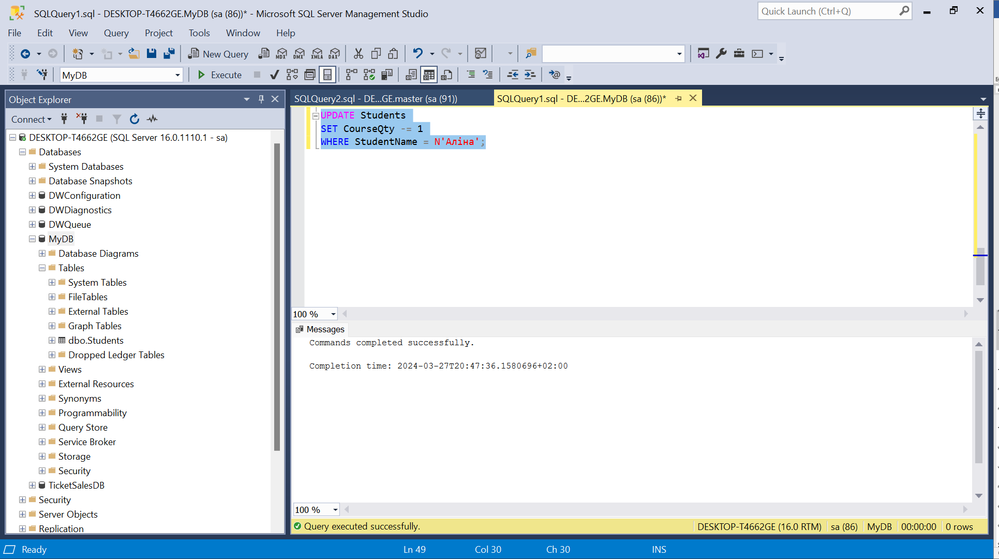 SQLQuery1.sql - DESKTOP-T4662GE.MyDB (sa (86))* - Microsoft SQL Server Management Studio
Quick Launch (Ctrl+Q)
File Edit View Query Project Tools Window Help
New Query MDX DMX XMLA DAX
MyDB Execute
Object Explorer
Connect
DESKTOP-T4662GE (SQL Server 16.0.1110.1 - sa)
Databases
System Databases
Database Snapshots
DWConfiguration
DWDiagnostics
DWQueue
MyDB
Database Diagrams
Tables
System Tables
FileTables
External Tables
Graph Tables
dbo.Students
Dropped Ledger Tables
Views
External Resources
Synonyms
Programmability
Query Store
Service Broker
Storage
Security
TicketSalesDB
Security
Server Objects
Replication
SQLQuery2.sql - DE...GE.master (sa (91))
SQLQuery1.sql - DE...2GE.MyDB (sa (86))*
UPDATE Students
SET CourseQty -= 1
WHERE StudentName = N'Аліна';
100 %
Messages
Commands completed successfully.
Completion time: 2024-03-27T20:47:36.1580696+02:00
100 %
Query executed successfully.
DESKTOP-T4662GE (16.0 RTM) sa (86) MyDB 00:00:00 0 rows
Ready Ln 49 Col 30 Ch 30 INS